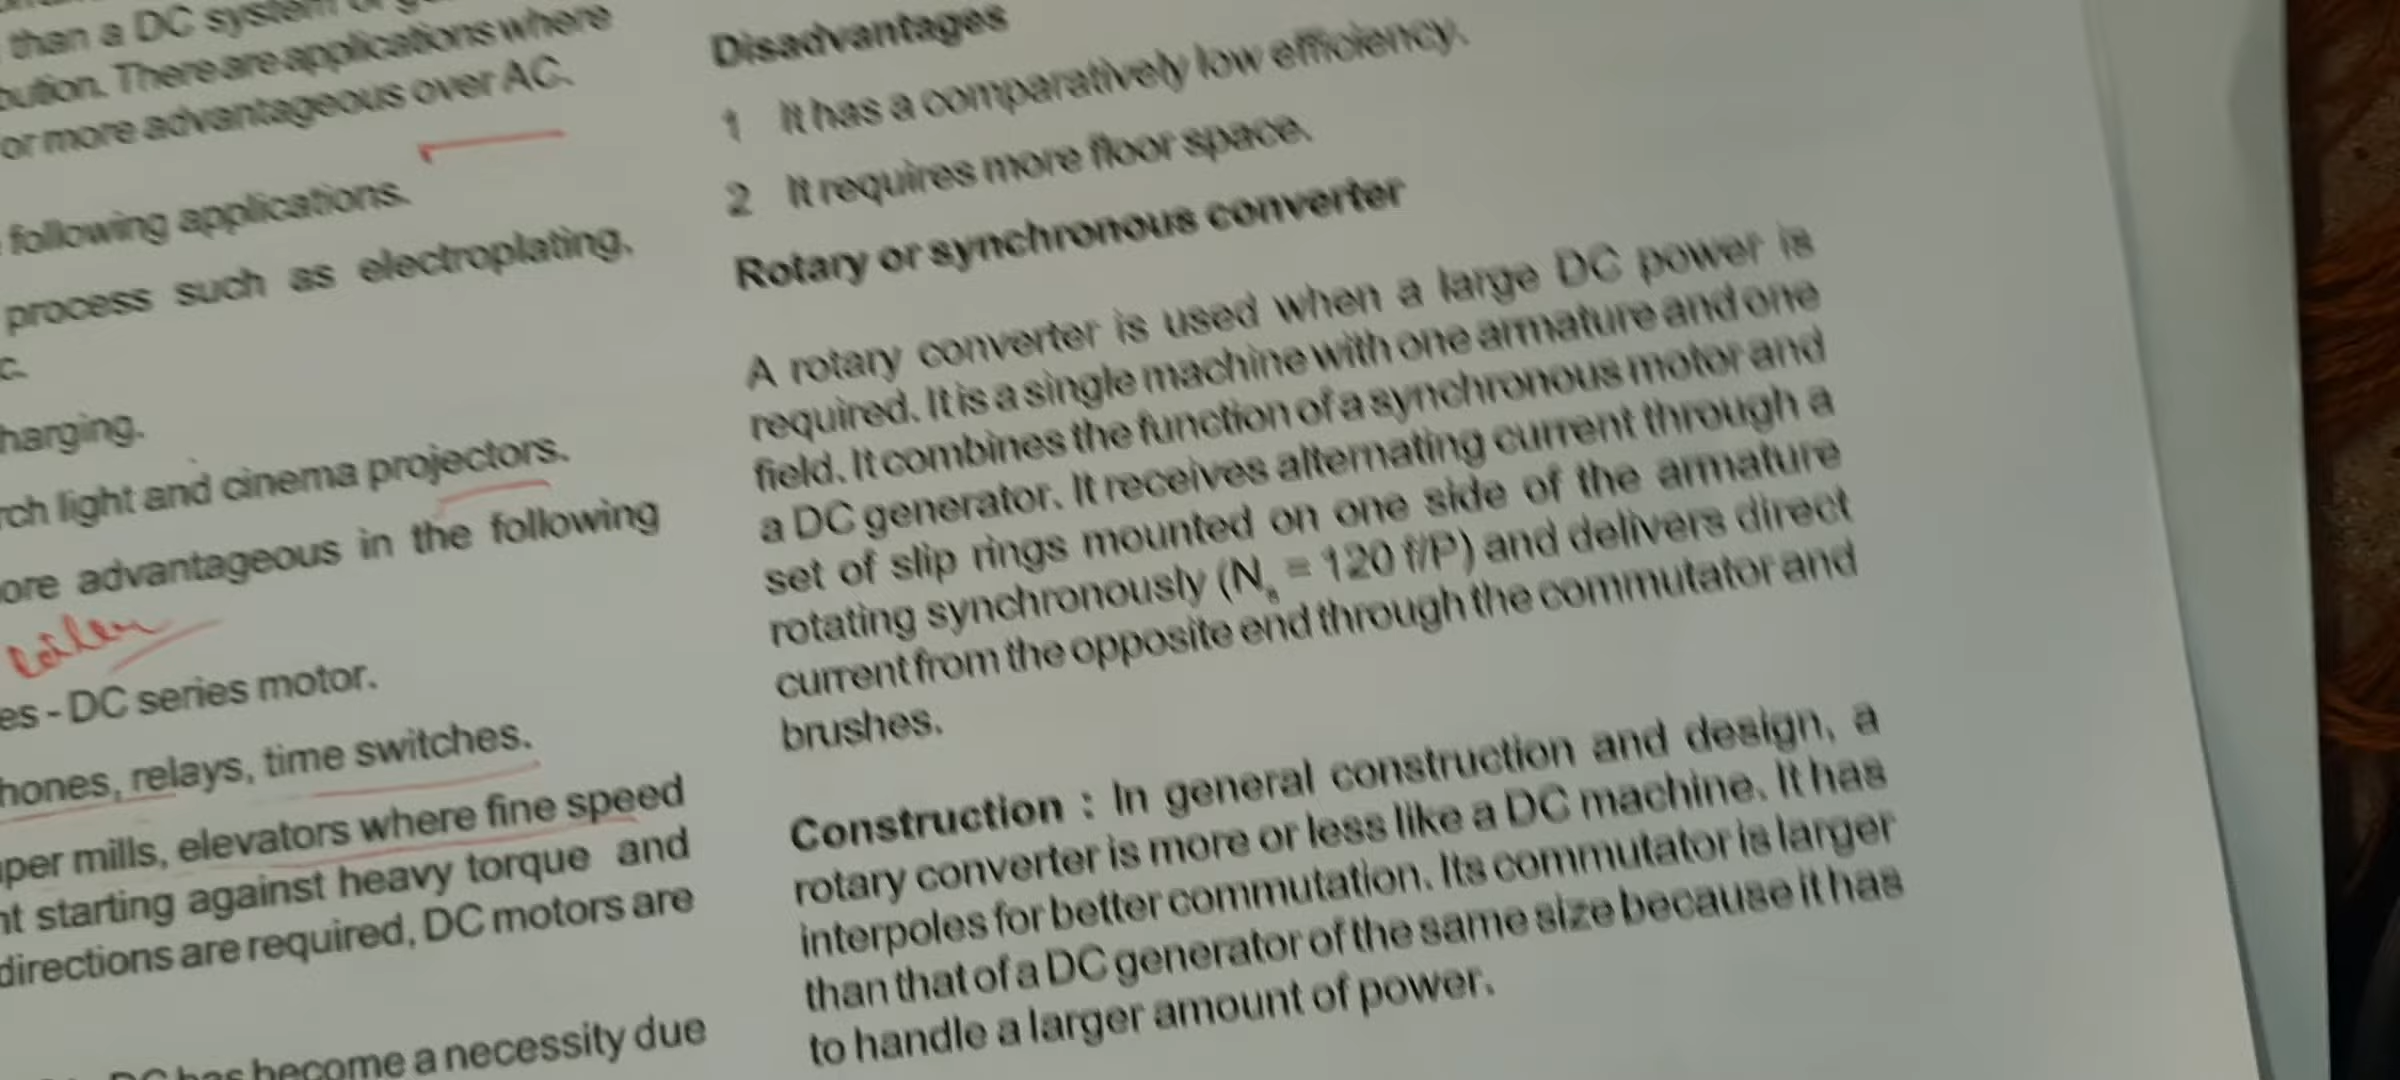 than a DC system
bution. There are applications where
or more advantageous over AC.
following applications.
process such as electroplating,
c.
harging.
rch light and cinema projectors.
ore advantageous in the following
es - DC series motor.
hones, relays, time switches.
per mills, elevators where fine speed
nt starting against heavy torque and
directions are required, DC motors are
DC has become a necessity due
Disadvantages
1 It has a comparatively low efficiency.
2 It requires more floor space.
Rotary or synchronous converter
A rotary converter is used when a large DC power is
required. It is a single machine with one armature and one
field. It combines the function of a synchronous motor and
a DC generator. It receives alternating current through a
set of slip rings mounted on one side of the armature
rotating synchronously (Ns = 120 f/P) and delivers direct
current from the opposite end through the commutator and
brushes.
Construction : In general construction and design, a
rotary converter is more or less like a DC machine. It has
interpoles for better commutation. Its commutator is larger
than that of a DC generator of the same size because it has
to handle a larger amount of power.